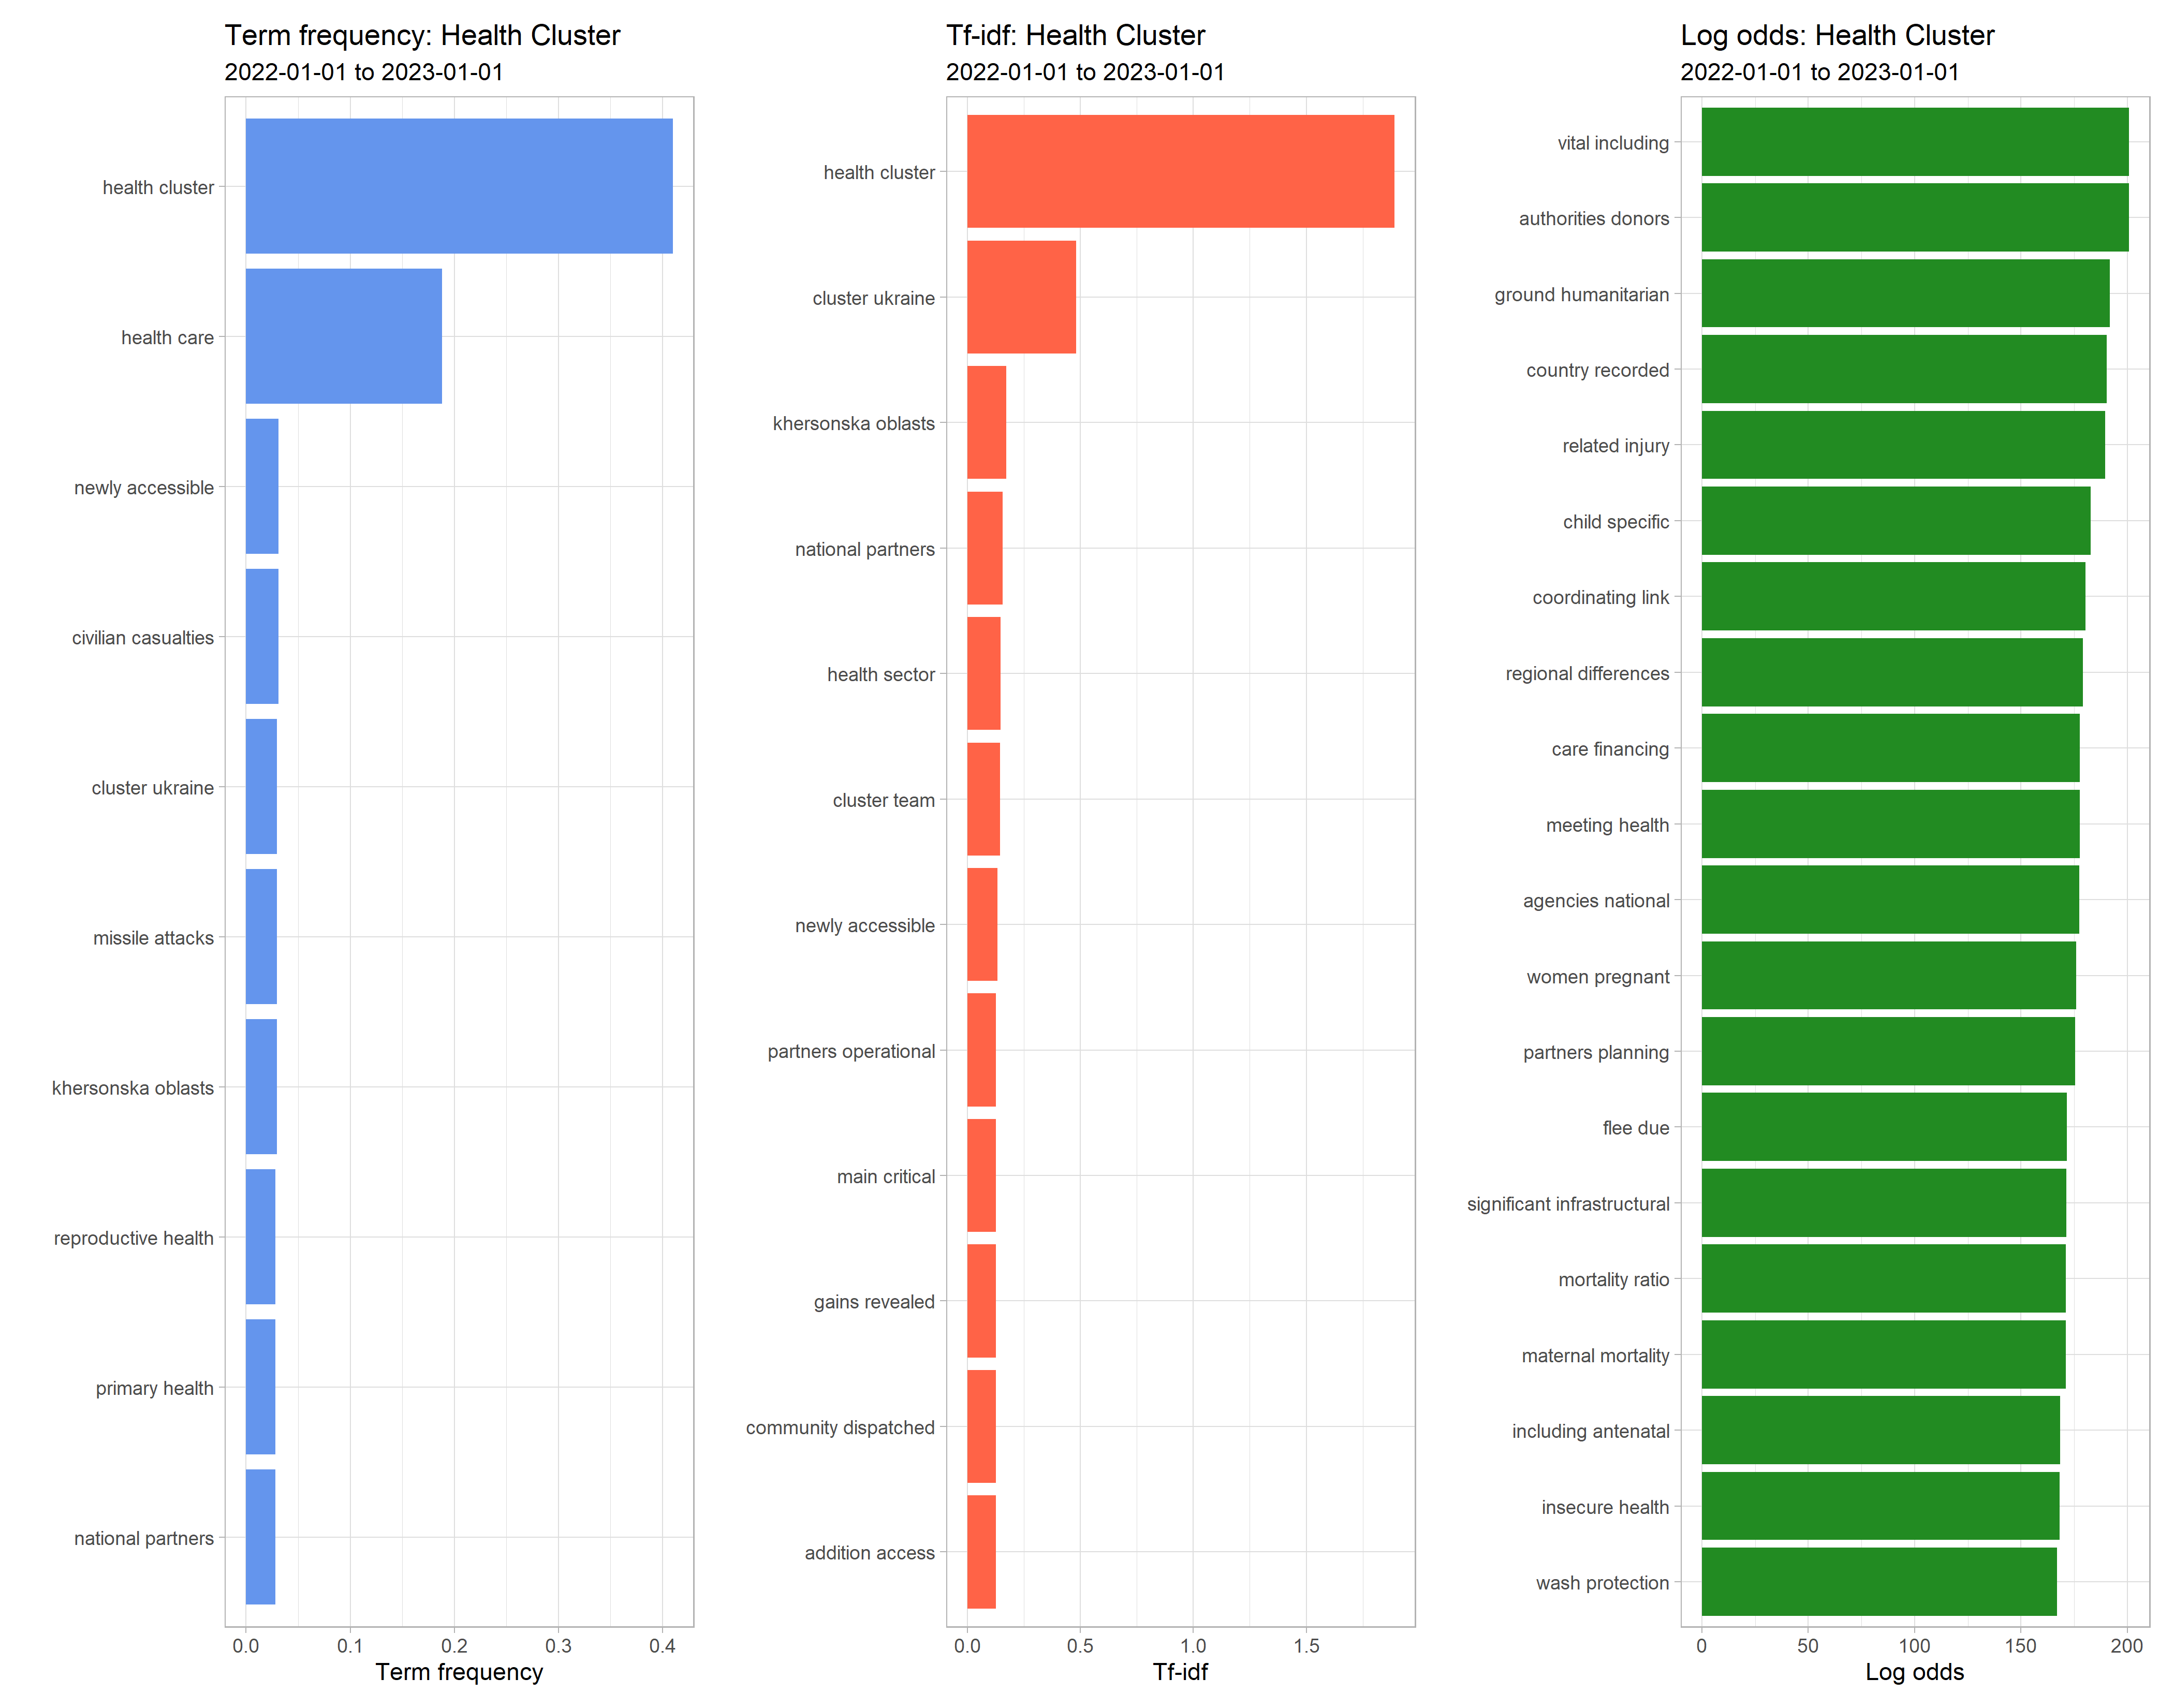 Term frequency: Health Cluster
2022-01-01 to 2023-01-01
health cluster
health care
newly accessible
civilian casualties
cluster ukraine
missile attacks
khersonska oblasts
reproductive health
primary health
national partners
0.0 0.1 0.2 0.3 0.4
Term frequency
Tf-idf: Health Cluster
2022-01-01 to 2023-01-01
health cluster
cluster ukraine
khersonska oblasts
national partners
health sector
cluster team
newly accessible
partners operational
main critical
gains revealed
community dispatched
addition access
0.0 0.5 1.0 1.5
Tf-idf
Log odds: Health Cluster
2022-01-01 to 2023-01-01
vital including
authorities donors
ground humanitarian
country recorded
related injury
child specific
coordinating link
regional differences
care financing
meeting health
agencies national
women pregnant
partners planning
flee due
significant infrastructural
mortality ratio
maternal mortality
including antenatal
insecure health
wash protection
0 50 100 150 200
Log odds